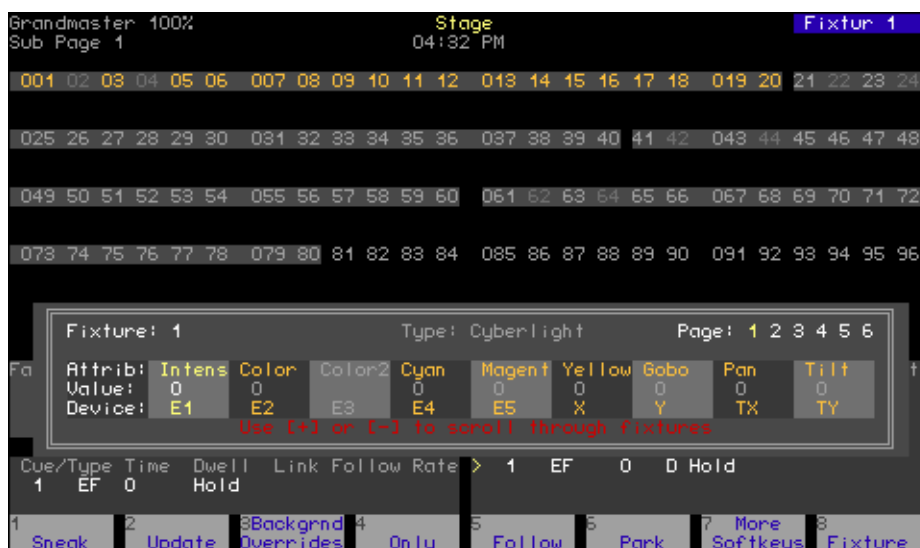 Grandmaster 100% Stage Fixtur 1
Sub Page 1 04:32 PM
001 02 03 04 05 06 007 08 09 10 11 12 013 14 15 16 17 18 019 20 21 22 23 24
025 26 27 28 29 30 031 32 33 34 35 36 037 38 39 40 41 42 043 44 45 46 47 48
049 50 51 52 53 54 055 56 57 58 59 60 061 62 63 64 65 66 067 68 69 70 71 72
073 74 75 76 77 78 079 80 81 82 83 84 085 86 87 88 89 90 091 92 93 94 95 96
Fixture: 1 Type: Cyberlight Page: 1 2 3 4 5 6
Fa Attrib: Intens Color Color2 Cyan Magent Yellow Gobo Pan Tilt t
Value: 0 0 0 0 0 0 0 0 0
Device: E1 E2 E3 E4 E5 X Y TX TY
Use [+] or [-] to scroll through fixtures
Cue/Type Time Dwell Link Follow Rate > 1 EF 0 D Hold
1 EF 0 Hold
1 2 3Backgrnd 4 5 6 7 More 8
Sneak Update Overrides Only Follow Park Softkeys Fixture